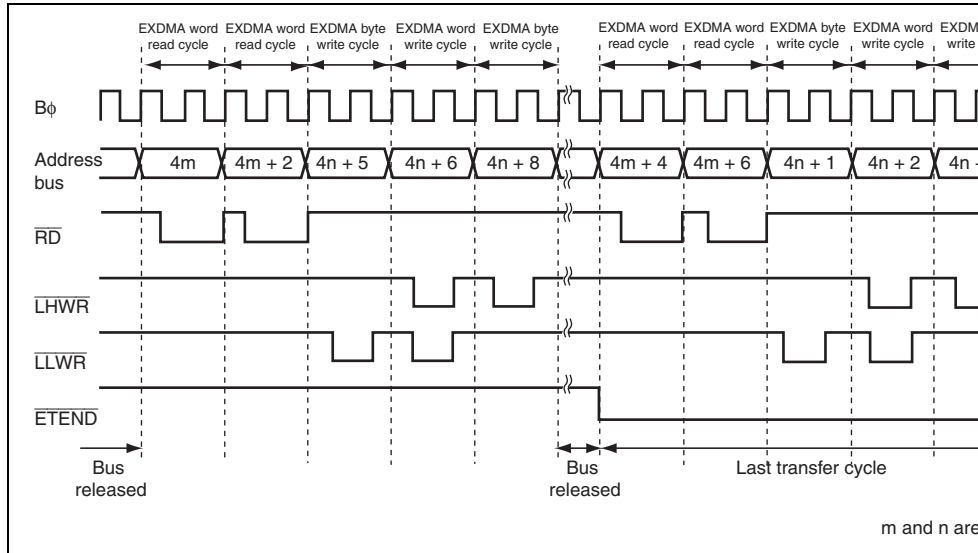 EXDMA word read cycle
EXDMA word read cycle
EXDMA byte write cycle
EXDMA word write cycle
EXDMA byte write cycle
EXDMA word read cycle
EXDMA word read cycle
EXDMA byte write cycle
EXDMA word write cycle
EXDM
write
Bϕ
Address bus
4m
4m + 2
4n + 5
4n + 6
4n + 8
4m + 4
4m + 6
4n + 1
4n + 2
4n
RD
LHWR
LLWR
ETEND
Bus released
Bus released
Last transfer cycle
m and n are